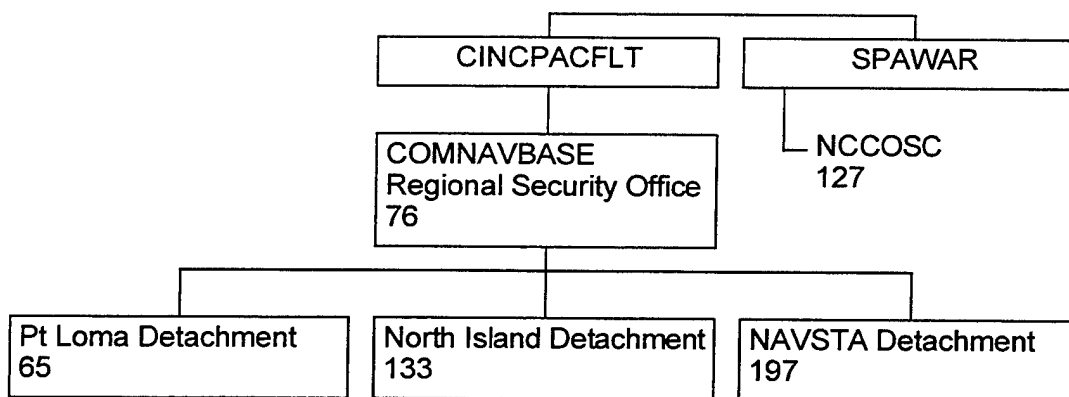 CINCPACFLT
SPAWAR
NCCOSC
127
COMNAVBASE
Regional Security Office
76
Pt Loma Detachment
65
North Island Detachment
133
NAVSTA Detachment
197